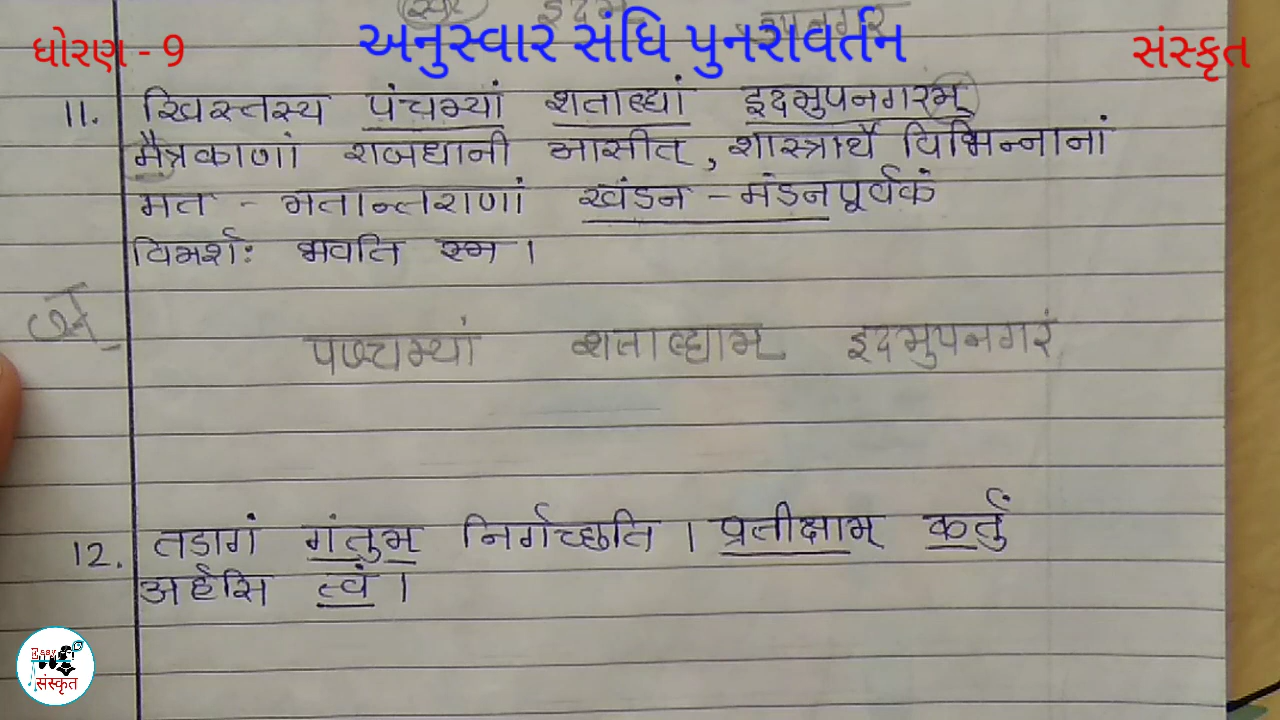 અનુસ્વાર સંધિ પુનરાવર્તન
ધોરણ - 9
સંસ્કૃત
11. ख्रिस्तस्य पंचम्यां शताब्धां इदमुपनगरम्
मैत्रकाणां राजधानी आसीत्, शास्त्रार्थे विभिन्नानां
मत - मतान्तराणां खंडन - मंडनपूर्वकं
विमर्शः भवति स्म ।
पञ्चम्यां शताब्धाम् इदमुपनगरं
12. तडागं गंतुम् निर्गच्छति । प्रतीक्षाम् कर्तुं
अर्हसि त्वं ।
Easy
संस्कृत